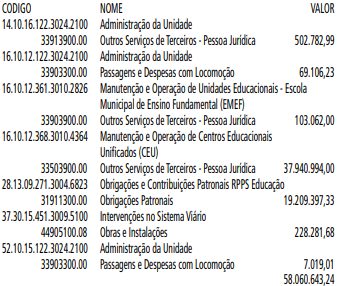 CODIGO NOME VALOR
14.10.16.122.3024.2100 Administração da Unidade
33913900.00 Outros Serviços de Terceiros - Pessoa Jurídica 502.782,99
16.10.12.122.3024.2100 Administração da Unidade
33903300.00 Passagens e Despesas com Locomoção 69.106,23
16.10.12.361.3010.2826 Manutenção e Operação de Unidades Educacionais - Escola
Municipal de Ensino Fundamental (EMEF)
33903900.00 Outros Serviços de Terceiros - Pessoa Jurídica 103.062,00
16.10.12.368.3010.4364 Manutenção e Operação de Centros Educacionais
Unificados (CEU)
33503900.00 Outros Serviços de Terceiros - Pessoa Jurídica 37.940.994,00
28.13.09.271.3004.6823 Obrigações e Contribuições Patronais RPPS Educação
31911300.00 Obrigações Patronais 19.209.397,33
37.30.15.451.3009.5100 Intervenções no Sistema Viário
44905100.08 Obras e Instalações 228.281,68
52.10.15.122.3024.2100 Administração da Unidade
33903300.00 Passagens e Despesas com Locomoção 7.019,01
58.060.643,24